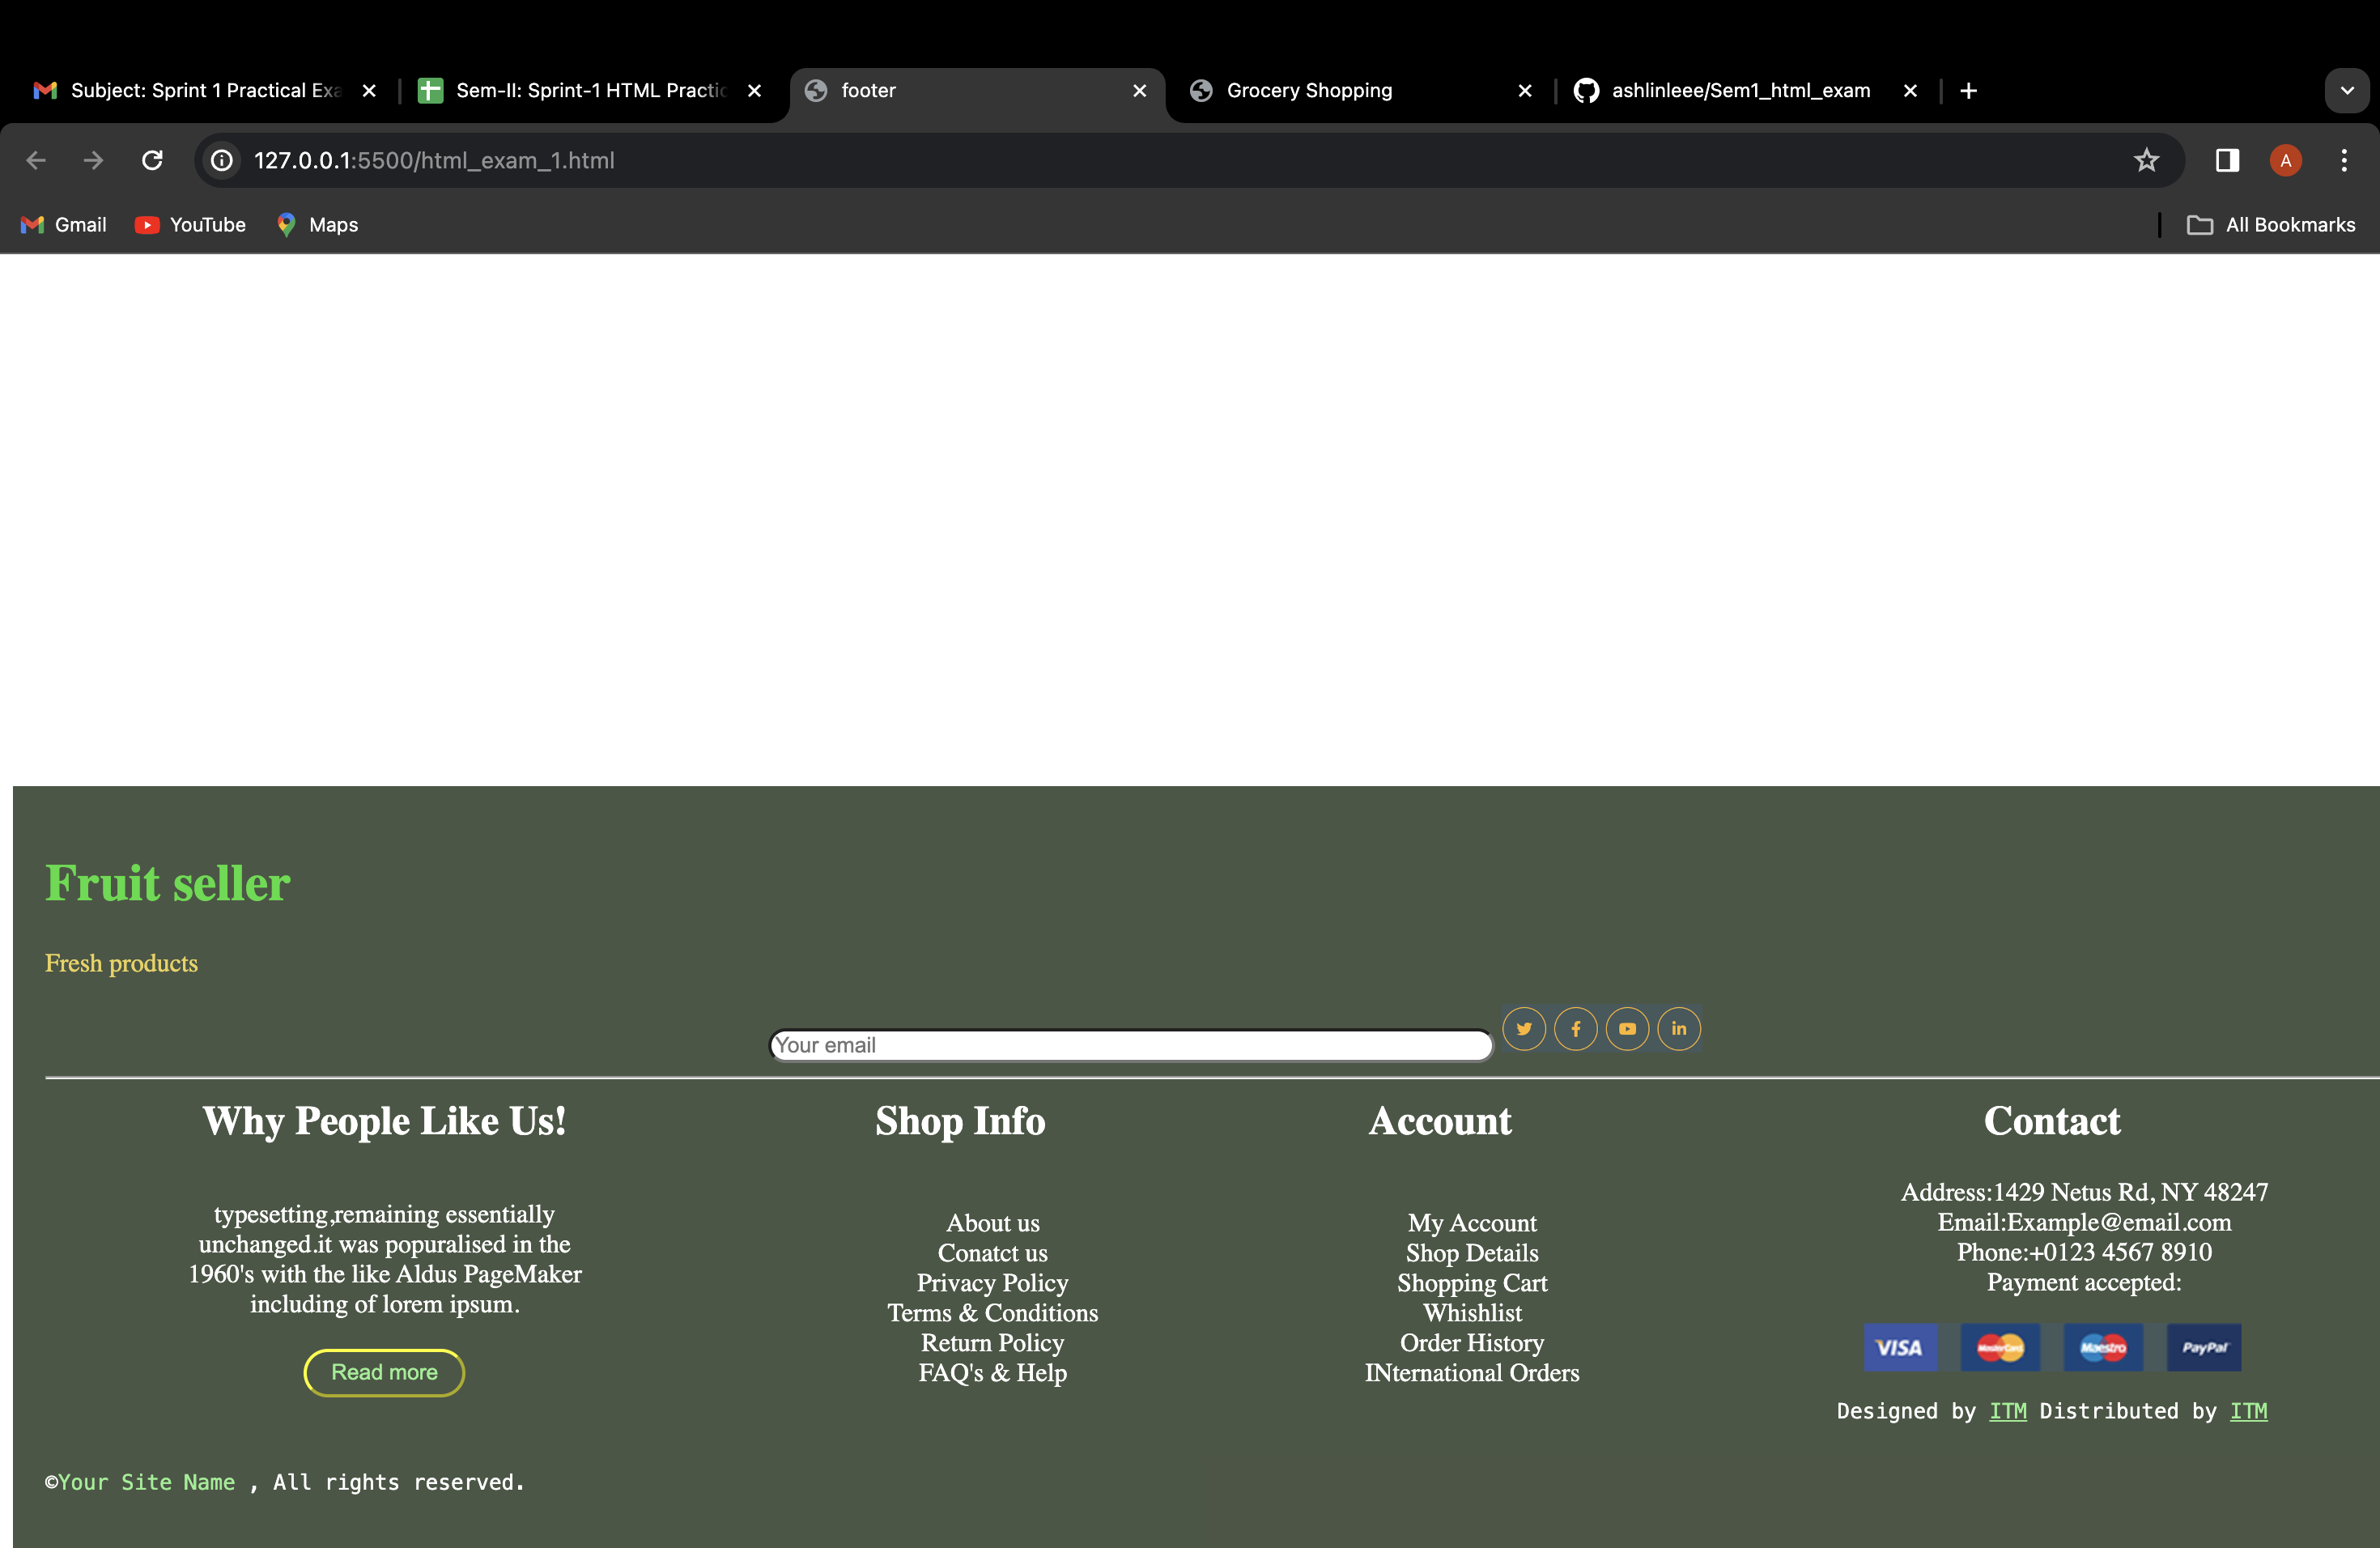 Subject: Sprint 1 Practical Exa
Sem-II: Sprint-1 HTML Practic
footer
Grocery Shopping
ashlinleee/Sem1_html_exam
127.0.0.1:5500/html_exam_1.html
A
Gmail
YouTube
Maps
All Bookmarks
Fruit seller
Fresh products
Your email
Why People Like Us!
typesetting,remaining essentially
unchanged.it was popuralised in the
1960's with the like Aldus PageMaker
including of lorem ipsum.
Read more
Shop Info
About us
Conatct us
Privacy Policy
Terms & Conditions
Return Policy
FAQ's & Help
Account
My Account
Shop Details
Shopping Cart
Whishlist
Order History
INternational Orders
Contact
Address:1429 Netus Rd, NY 48247
Email:Example@email.com
Phone:+0123 4567 8910
Payment accepted:
VISA MasterCard Maestro PayPal
Designed by ITM Distributed by ITM
©Your Site Name , All rights reserved.